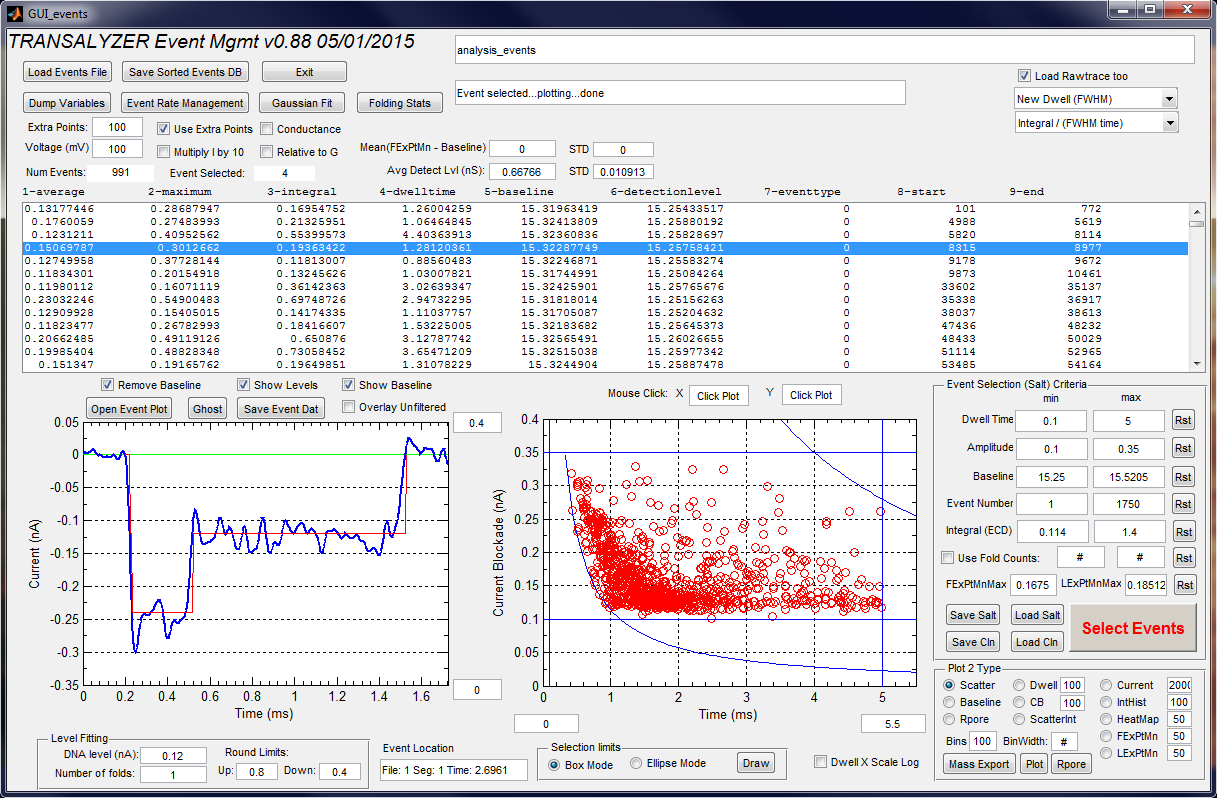 GUI_events
TRANSALYZER Event Mgmt v0.88 05/01/2015
analysis_events
Load Events File Save Sorted Events DB Exit
Load Rawtrace too
Event selected...plotting...done
New Dwell (FWHM)
Dump Variables Event Rate Management Gaussian Fit Folding Stats
Integral / (FWHM time)
Extra Points: 100 Use Extra Points Conductance
Voltage (mV) 100 Multiply I by 10 Relative to G Mean(FExPtMn - Baseline) 0 STD 0
Num Events: 991 Event Selected: 4 Avg Detect Lvl (nS): 0.66766 STD 0.010913
1-average 2-maximum 3-integral 4-dwelltime 5-baseline 6-detectionlevel 7-eventtype 8-start 9-end
0.13177446 0.28687947 0.16954752 1.26004259 15.31963419 15.25433517 0 101 772
0.1760059 0.27483993 0.21325951 1.06464845 15.32413809 15.25880192 0 4988 5619
0.1231211 0.40952562 0.55399573 4.40363913 15.32360836 15.25828697 0 5820 8114
0.15069787 0.3012662 0.19363422 1.28120361 15.32287749 15.25758421 0 8315 8977
0.12749958 0.37728144 0.11813007 0.88560483 15.32246871 15.25583274 0 9178 9672
0.11834301 0.20154918 0.13245626 1.03007821 15.31744991 15.25084264 0 9873 10461
0.11980112 0.16071119 0.36142363 3.02639347 15.32425901 15.25765676 0 33602 35137
0.23032246 0.54900483 0.69748726 2.94732295 15.31818014 15.25156263 0 35338 36917
0.12909928 0.15405015 0.14174335 1.11037757 15.31705087 15.25204632 0 38037 38613
0.11823477 0.26782993 0.18416607 1.53225005 15.32183682 15.25645373 0 47436 48232
0.20662485 0.49119126 0.650876 3.12787742 15.32565491 15.26026655 0 48433 50029
0.19985404 0.48828348 0.73058452 3.65471209 15.32515038 15.25977342 0 51114 52965
0.151347 0.19165762 0.19649851 1.31078229 15.3244904 15.25887478 0 53485 54164
Remove Baseline Show Levels Show Baseline
Open Event Plot Ghost Save Event Dat Overlay Unfiltered
Mouse Click: X Click Plot Y Click Plot
0.4
0.05
0
-0.05
-0.1
-0.15
-0.2
-0.25
-0.3
-0.35
Current (nA)
0 0.2 0.4 0.6 0.8 1 1.2 1.4 1.6
Time (ms)
0
0.4
0.35
0.3
0.25
0.2
0.15
0.1
0.05
0
Current Blockade (nA)
0 1 2 3 4 5
Time (ms)
0 5.5
Event Selection (Salt) Criteria
min max
Dwell Time 0.1 5 Rst
Amplitude 0.1 0.35 Rst
Baseline 15.25 15.5205 Rst
Event Number 1 1750 Rst
Integral (ECD) 0.114 1.4 Rst
Use Fold Counts: # # Rst
FExPtMnMax 0.1675 LExPtMnMax 0.18512 Rst
Save Salt Load Salt Select Events
Save Cln Load Cln
Plot 2 Type
Scatter Dwell 100 Current 2000
Baseline CB 100 IntHist 100
Rpore ScatterInt HeatMap 50
FExPtMn 50
Bins 100 BinWidth: # LExPtMn 50
Mass Export Plot Rpore
Level Fitting
DNA level (nA): 0.12 Round Limits:
Number of folds: 1 Up: 0.8 Down: 0.4
Event Location
File: 1 Seg: 1 Time: 2.6961
Selection limits
Box Mode Ellipse Mode Draw
Dwell X Scale Log